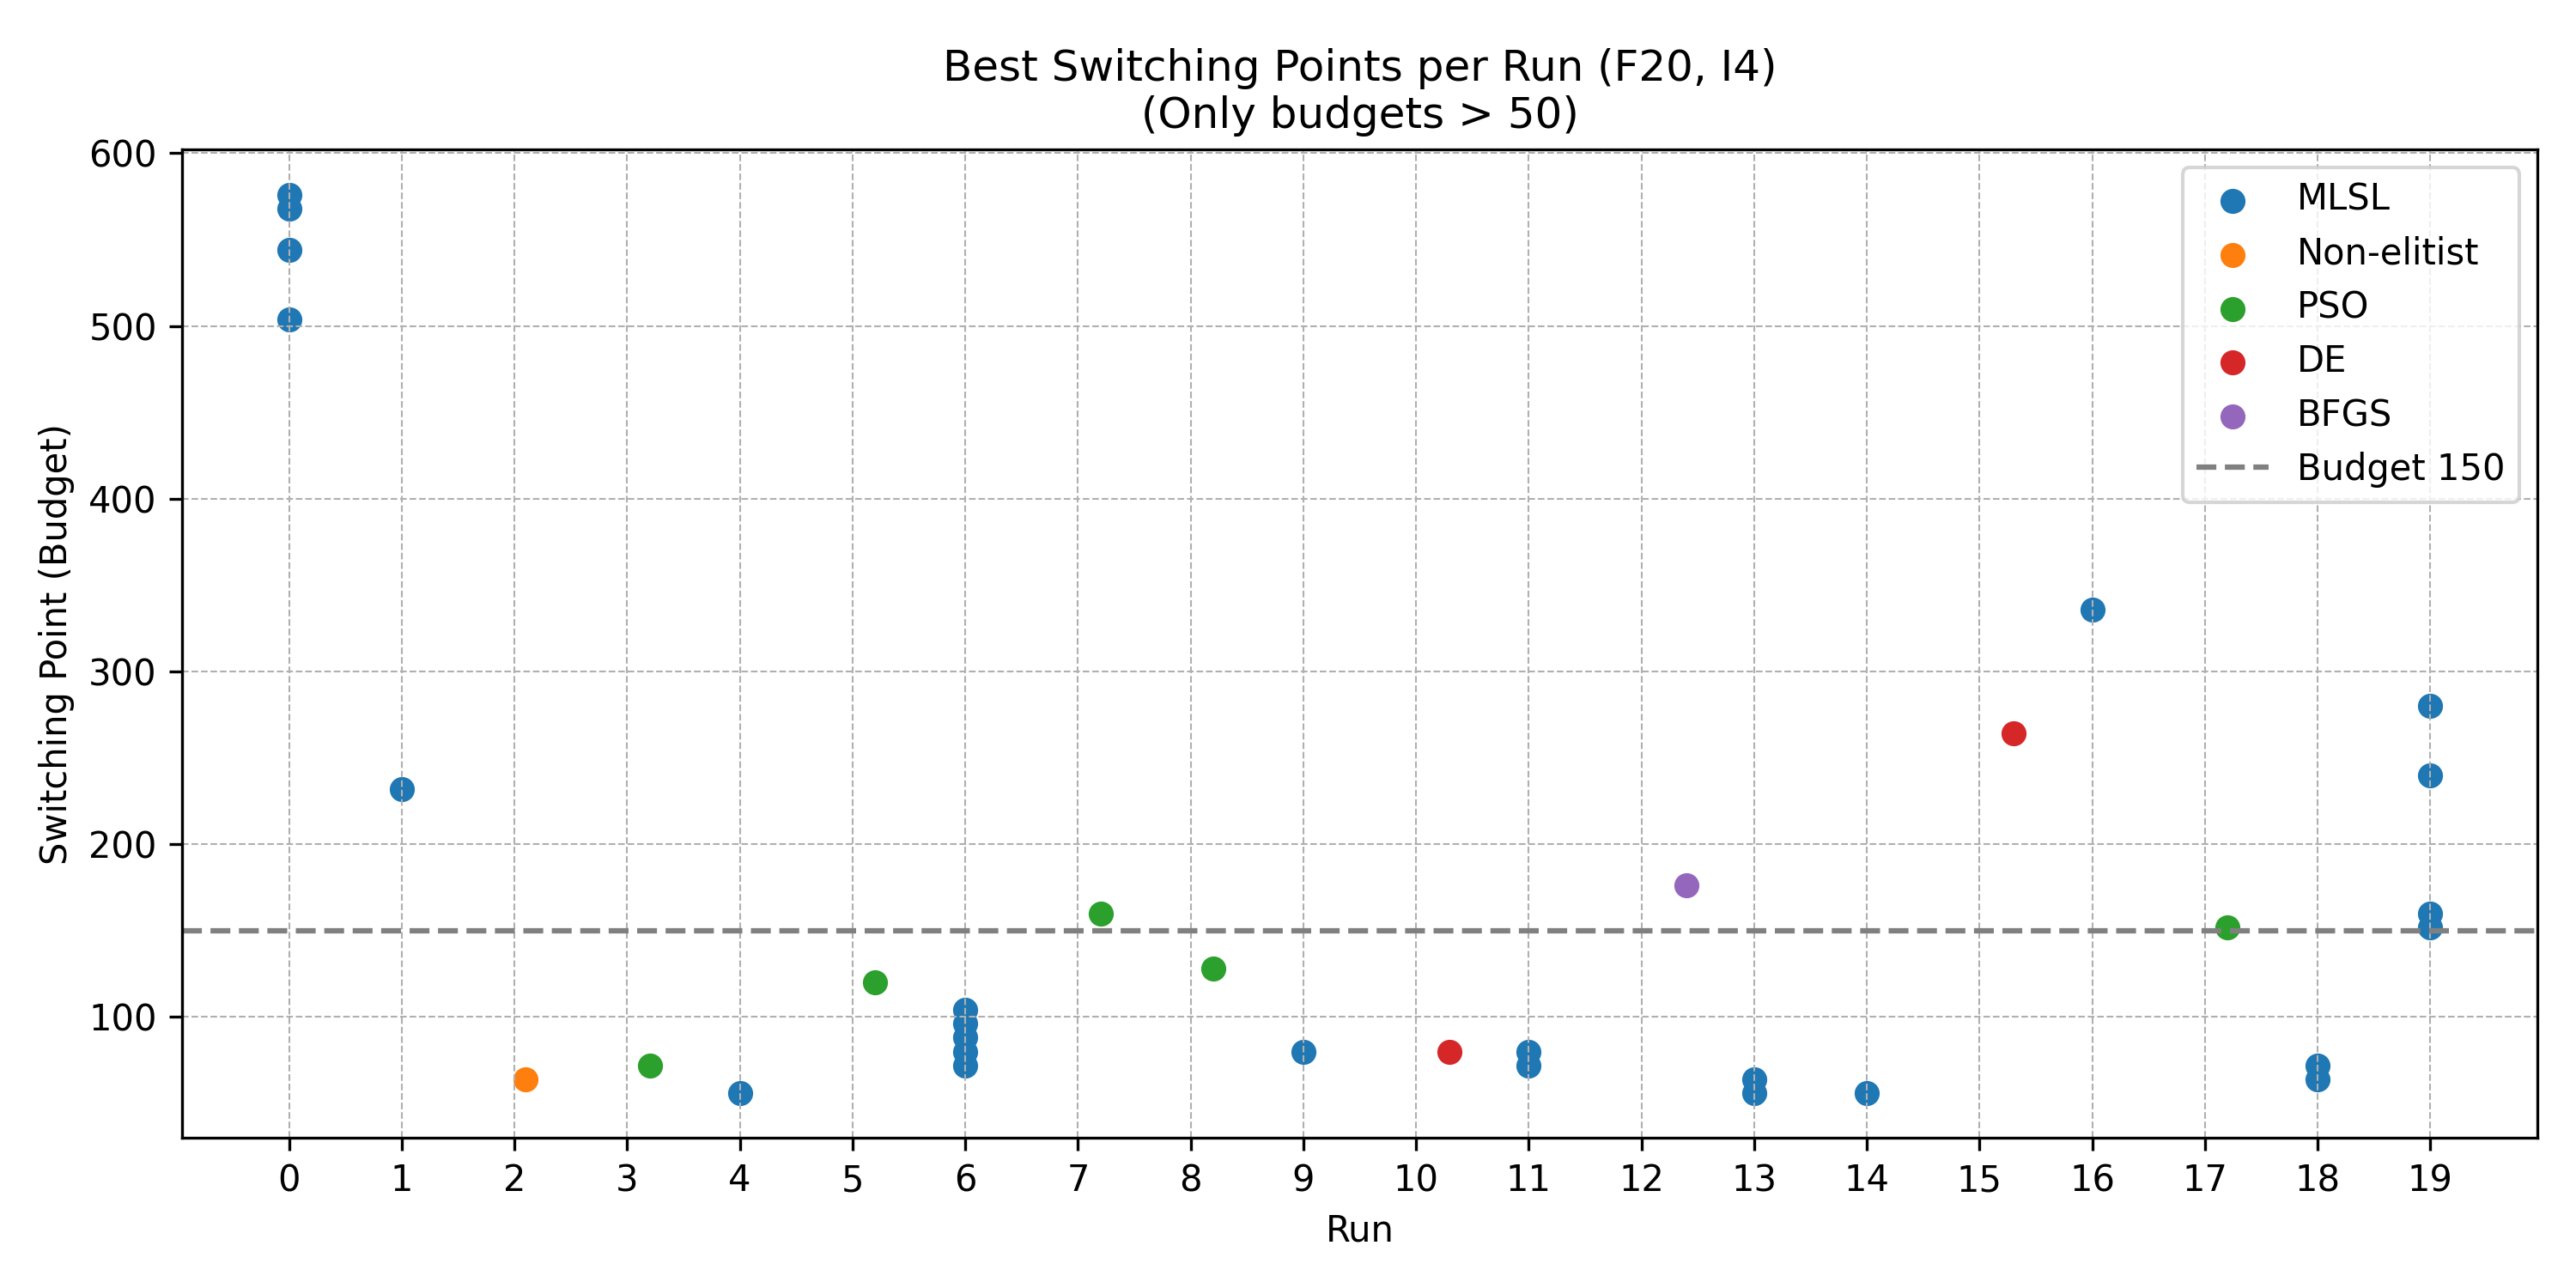 Best Switching Points per Run (F20, I4)
(Only budgets > 50)
Switching Point (Budget)
600
500
400
300
200
100
MLSL
Non-elitist
PSO
DE
BFGS
Budget 150
0 1 2 3 4 5 6 7 8 9 10 11 12 13 14 15 16 17 18 19
Run